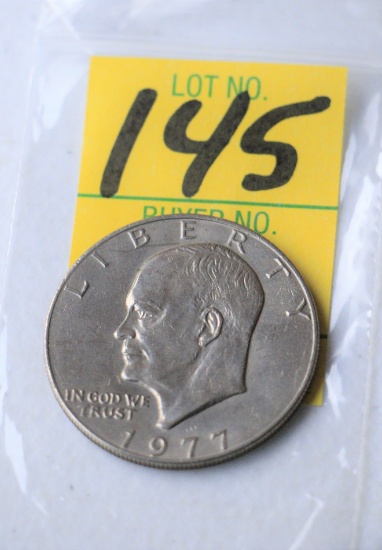 LOT NO.
145
BUYER NO.
LIBERTY
IN GOD WE
TRUST
1977